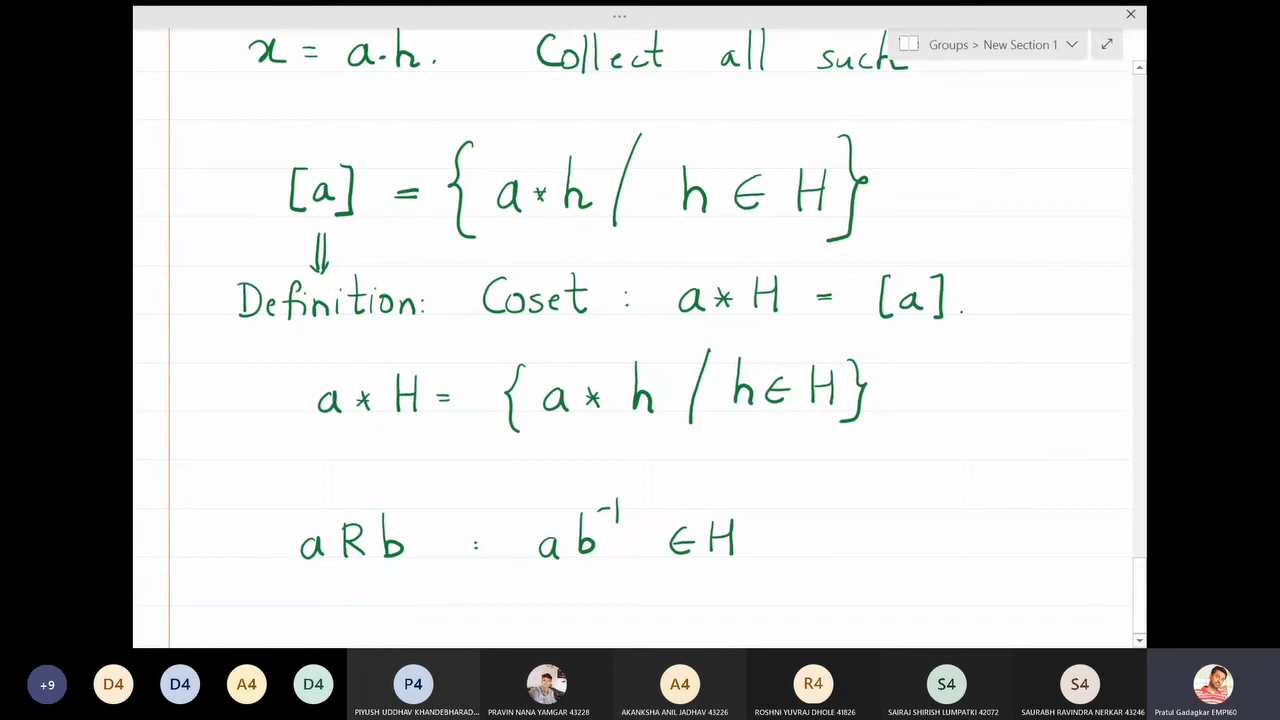 x = a.h. Collect all such
Groups > New Section 1
[a] = { a * h / h ∈ H }
⇓
Definition: Coset : a * H = [a].
a * H = { a * h / h ∈ H }
a R b : a b⁻¹ ∈ H
+9 D4 D4 A4 D4 P4 A4 R4 S4 S4
PIYUSH UDDHAV KHANDEBHARAD... PRAVIN NANA YAMGAR 43228 AKANKSHA ANIL JADHAV 43226 ROSHNI YUVRAJ DHOLE 41826 SAIRAJ SHIRISH LUMPATKI 42072 SAURABH RAVINDRA NERKAR 43246 Pratul Gadagkar EMP160